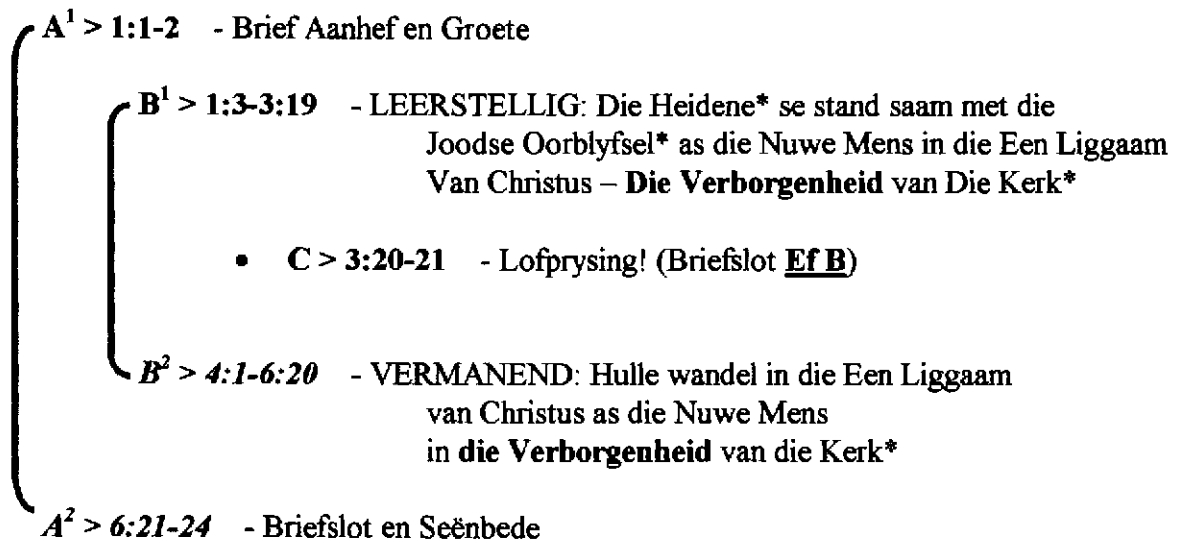 A¹ > 1:1-2 - Brief Aanhef en Groete
B¹ > 1:3-3:19 - LEERSTELLIG: Die Heidene* se stand saam met die
Joodse Oorblyfsel* as die Nuwe Mens in die Een Liggaam
Van Christus – Die Verborgenheid van Die Kerk*
• C > 3:20-21 - Lofprysing! (Briefslot Ef B)
B² > 4:1-6:20 - VERMANEND: Hulle wandel in die Een Liggaam
van Christus as die Nuwe Mens
in die Verborgenheid van die Kerk*
A² > 6:21-24 - Briefslot en Seënbede